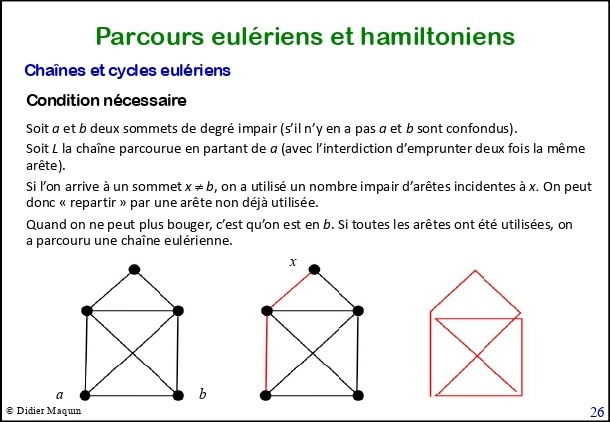 Parcours eulériens et hamiltoniens
Chaînes et cycles eulériens
Condition nécessaire
Soit a et b deux sommets de degré impair (s'il n'y en a pas a et b sont confondus).
Soit L la chaîne parcourue en partant de a (avec l'interdiction d'emprunter deux fois la même
arête).
Si l'on arrive à un sommet x ≠ b, on a utilisé un nombre impair d'arêtes incidentes à x. On peut
donc « repartir » par une arête non déjà utilisée.
Quand on ne peut plus bouger, c'est qu'on est en b. Si toutes les arêtes ont été utilisées, on
a parcouru une chaîne eulérienne.
x
a b
© Didier Maquin
26